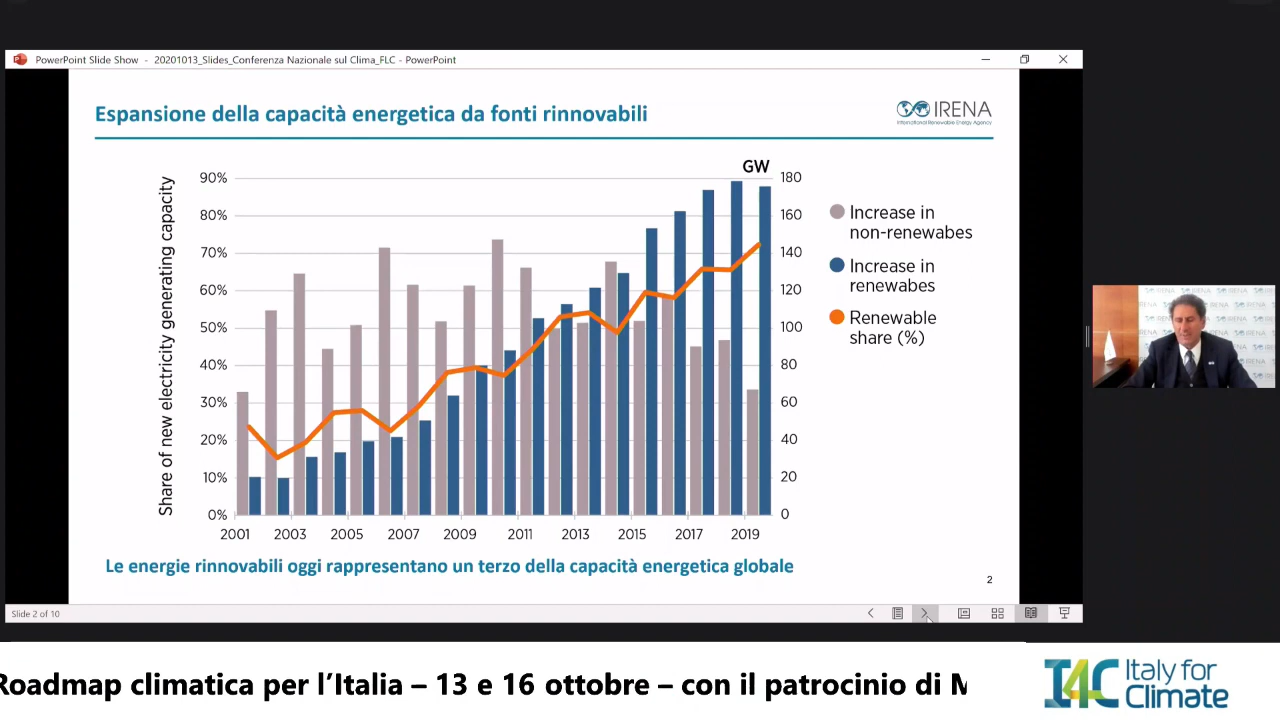 PowerPoint Slide Show - 20201013_Slides_Conferenza Nazionale sul Clima_FLC - PowerPoint
Espansione della capacità energetica da fonti rinnovabili
IRENA
International Renewable Energy Agency
Share of new electricity generating capacity
GW
90%
80%
70%
60%
50%
40%
30%
20%
10%
0%
180
160
140
120
100
80
60
40
20
0
2001
2003
2005
2007
2009
2011
2013
2015
2017
2019
Increase in
non-renewabes
Increase in
renewabes
Renewable
share (%)
Le energie rinnovabili oggi rappresentano un terzo della capacità energetica globale
2
Slide 2 of 10
IRENA
Roadmap climatica per l’Italia – 13 e 16 ottobre – con il patrocinio di M
I4C
Italy for
Climate